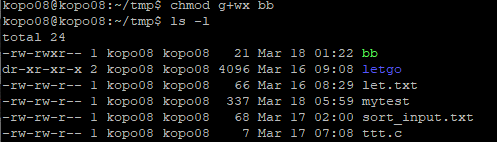 kopo08@kopo08:~/tmp$ chmod g+wx bb
kopo08@kopo08:~/tmp$ ls -l
total 24
-rw-rwxr-- 1 kopo08 kopo08   21 Mar 18 01:22 bb
dr-xr-xr-x 2 kopo08 kopo08 4096 Mar 16 09:08 letgo
-rw-rw-r-- 1 kopo08 kopo08   66 Mar 16 08:29 let.txt
-rw-rw-r-- 1 kopo08 kopo08  337 Mar 18 05:59 mytest
-rw-rw-r-- 1 kopo08 kopo08   68 Mar 17 02:00 sort_input.txt
-rw-rw-r-- 1 kopo08 kopo08    7 Mar 17 07:08 ttt.c